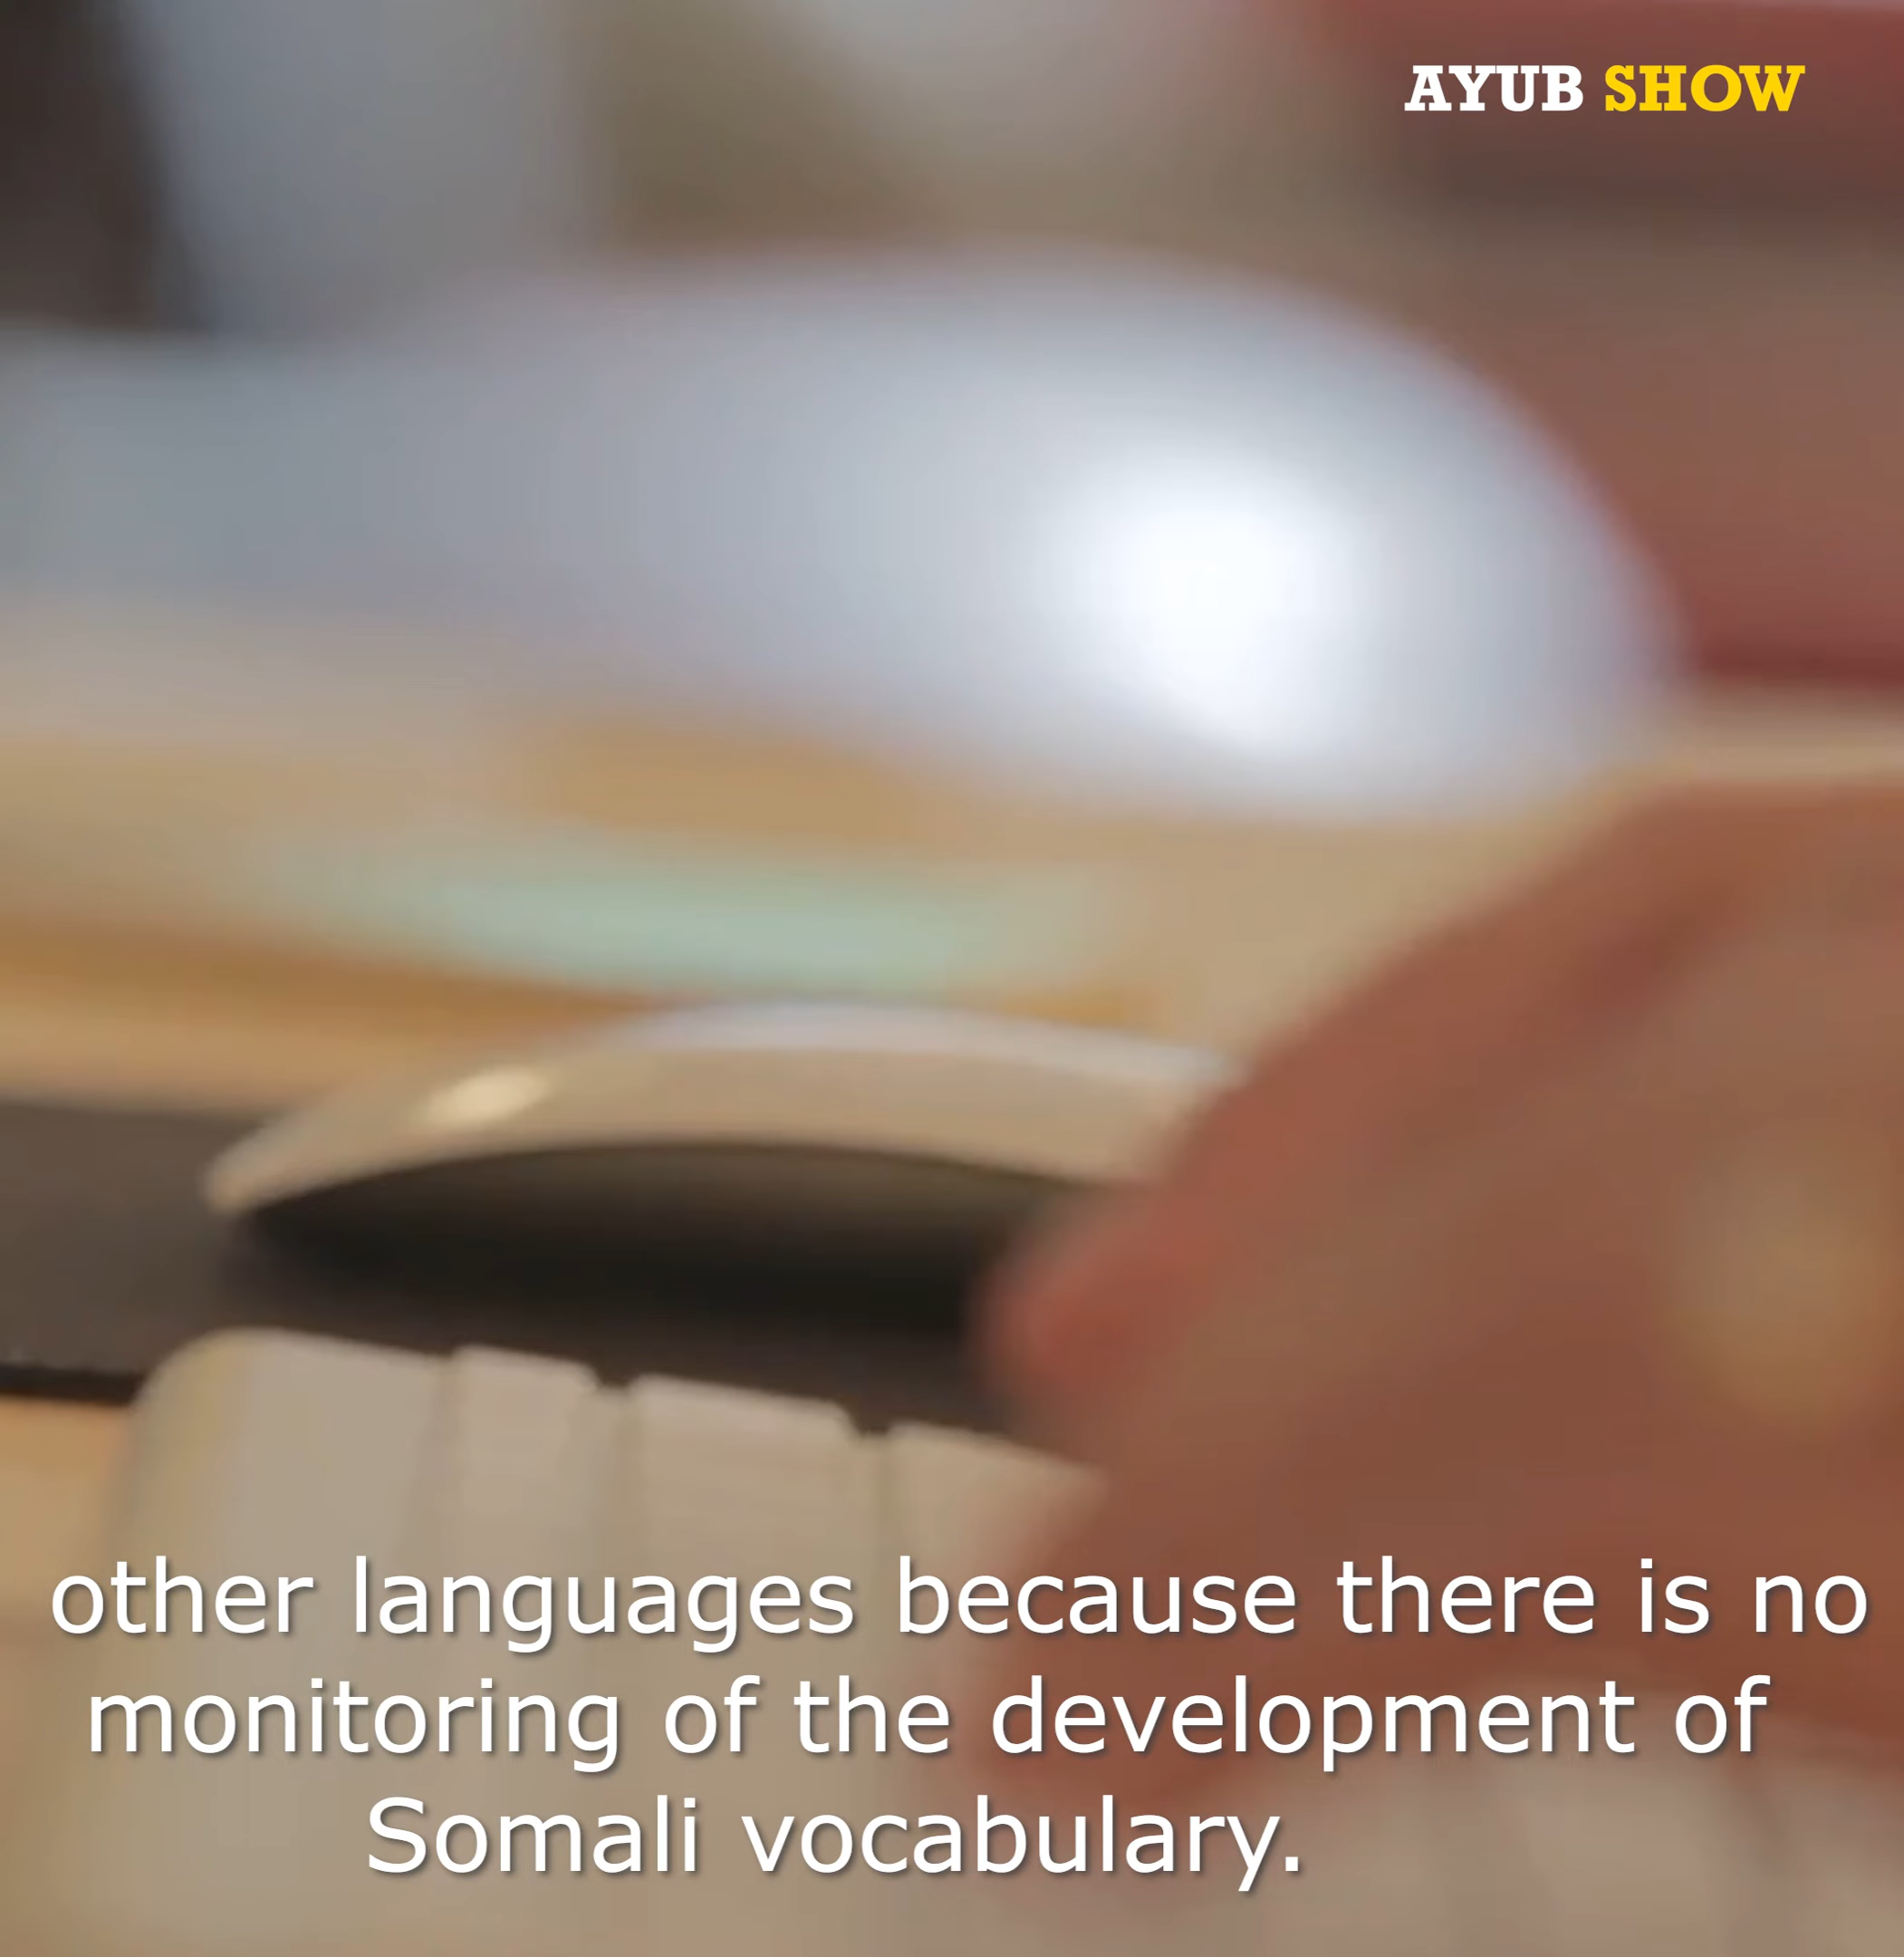 AYUB SHOW
other languages because there is no
monitoring of the development of
Somali vocabulary.